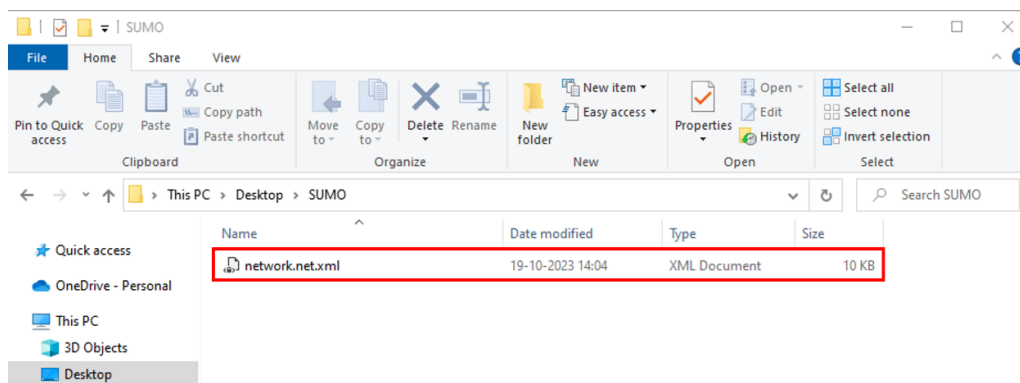 SUMO
File Home Share View
Pin to Quick access
Copy
Paste
Cut
Copy path
Paste shortcut
Clipboard
Move to
Copy to
Delete
Rename
Organize
New folder
New item
Easy access
New
Properties
Open
Edit
History
Open
Select all
Select none
Invert selection
Select
This PC > Desktop > SUMO
Search SUMO
Name Date modified Type Size
network.net.xml 19-10-2023 14:04 XML Document 10 KB
Quick access
OneDrive - Personal
This PC
3D Objects
Desktop